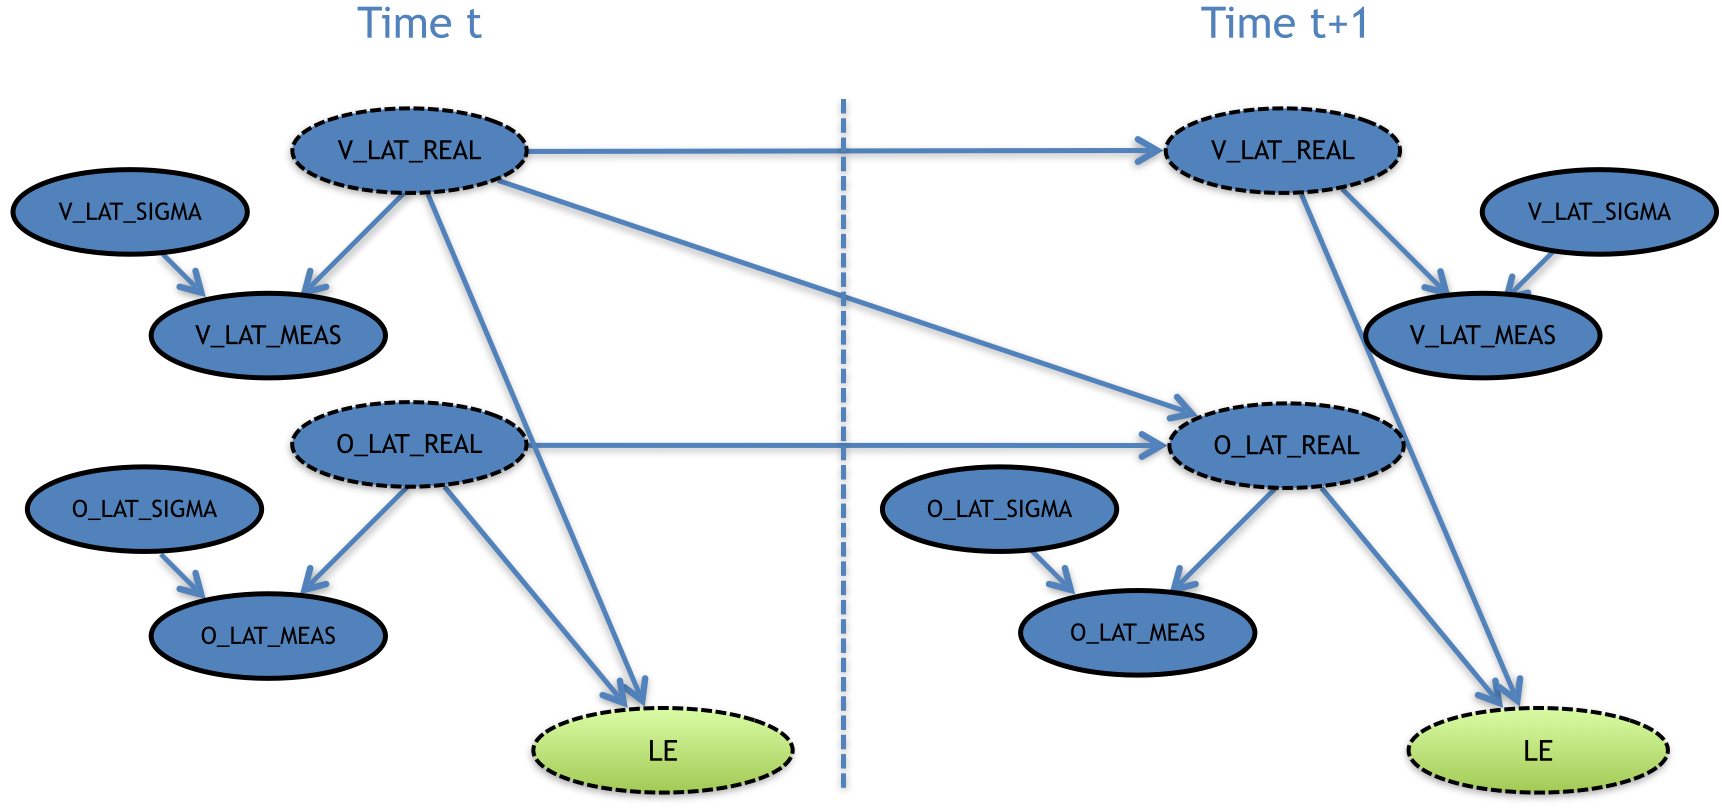 Time t
Time t+1
V_LAT_REAL
V_LAT_REAL
V_LAT_SIGMA
V_LAT_SIGMA
V_LAT_MEAS
V_LAT_MEAS
O_LAT_REAL
O_LAT_REAL
O_LAT_SIGMA
O_LAT_SIGMA
O_LAT_MEAS
O_LAT_MEAS
LE
LE